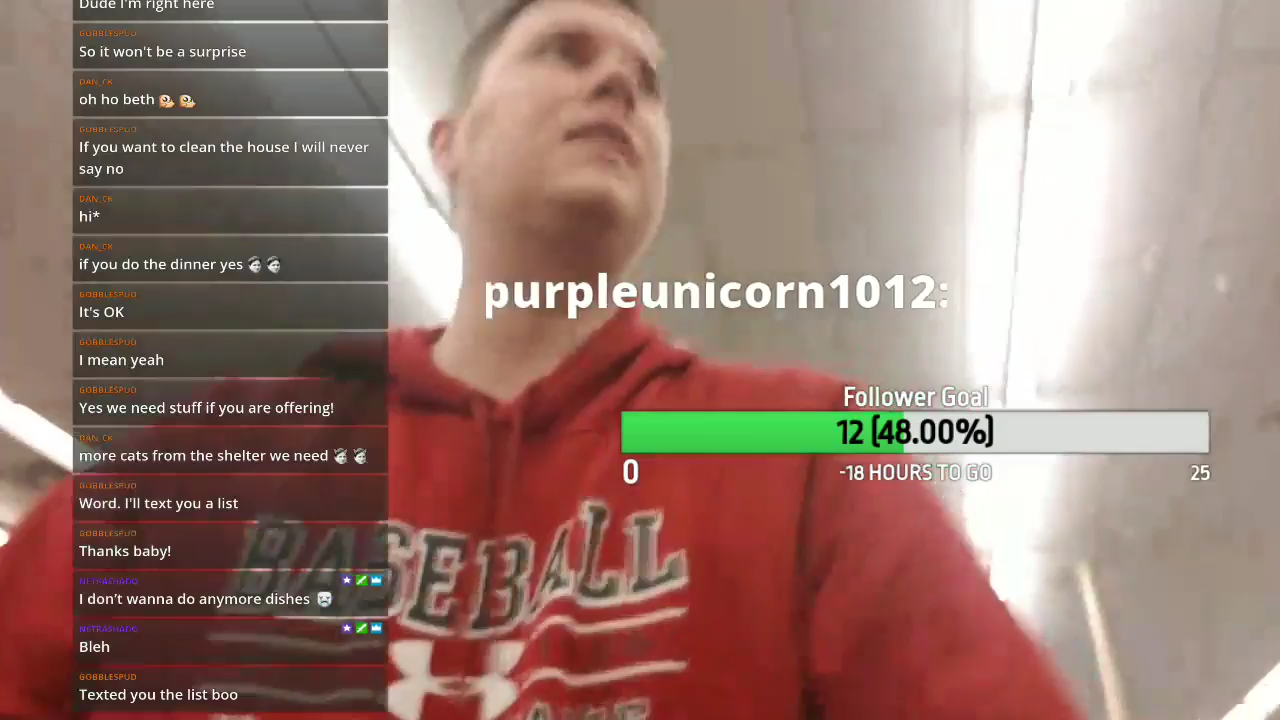 Dude I'm right here
GOBBLESPUD
So it won't be a surprise
DAN_CK
oh ho beth
GOBBLESPUD
If you want to clean the house I will never
say no
DAN_CK
hi*
DAN_CK
if you do the dinner yes
GOBBLESPUD
It's OK
GOBBLESPUD
I mean yeah
GOBBLESPUD
Yes we need stuff if you are offering!
DAN_CK
more cats from the shelter we need
GOBBLESPUD
Word. I'll text you a list
GOBBLESPUD
Thanks baby!
NETRASHADO
I don't wanna do anymore dishes
NETRASHADO
Bleh
GOBBLESPUD
Texted you the list boo
purpleunicorn1012:
Follower Goal
12 (48.00%)
0
-18 HOURS TO GO
25
BASEBALL